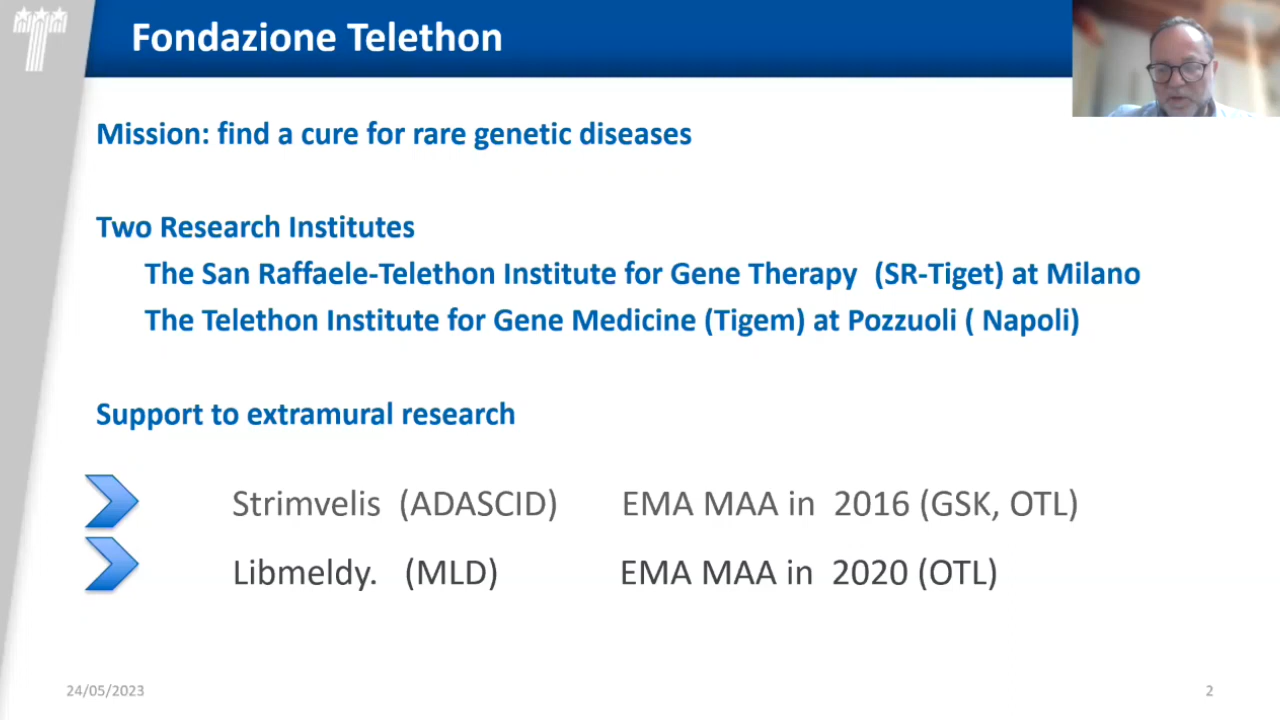 Fondazione Telethon
Mission: find a cure for rare genetic diseases
Two Research Institutes
The San Raffaele-Telethon Institute for Gene Therapy (SR-Tiget) at Milano
The Telethon Institute for Gene Medicine (Tigem) at Pozzuoli ( Napoli)
Support to extramural research
Strimvelis (ADASCID) EMA MAA in 2016 (GSK, OTL)
Libmeldy. (MLD) EMA MAA in 2020 (OTL)
24/05/2023 2